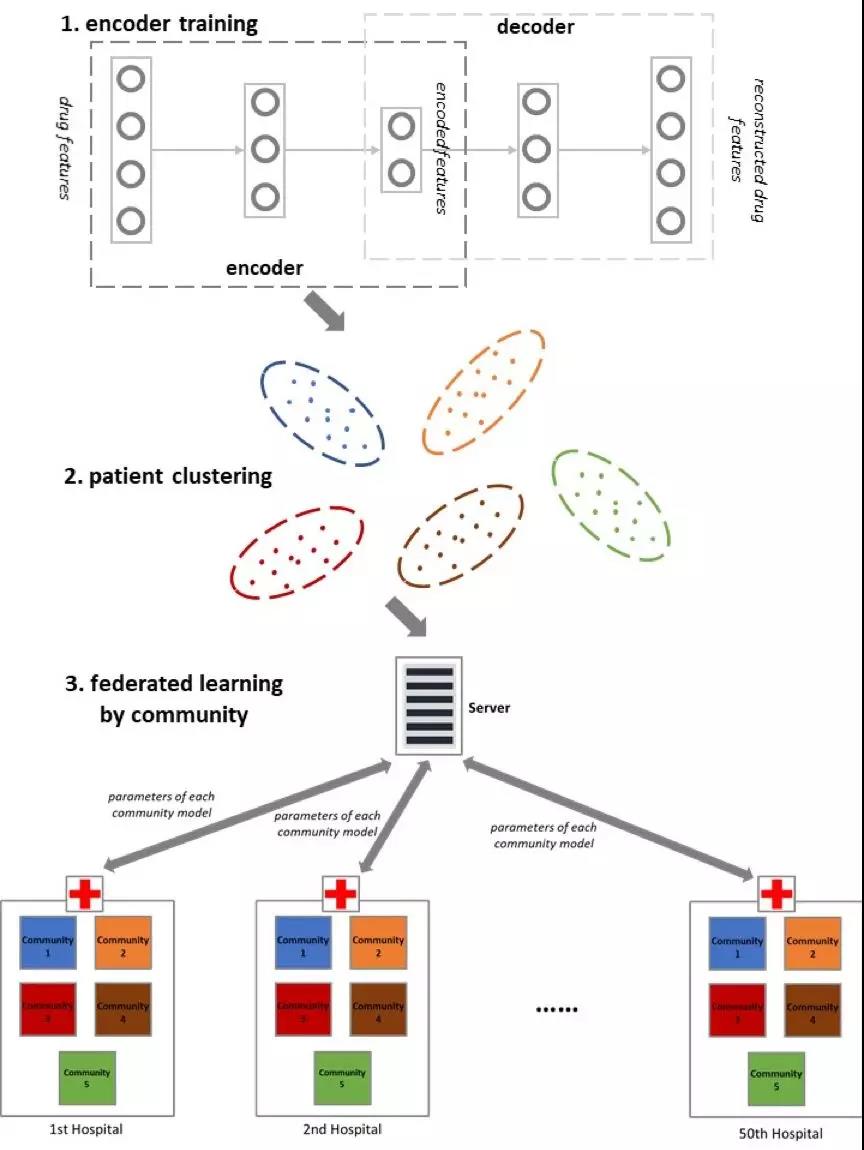 1. encoder training
decoder
drug features
encoded features
reconstructed drug
features
encoder
2. patient clustering
3. federated learning
by community
Server
parameters of each
community model
parameters of each
community model
parameters of each
community model
Community
1
Community
2
Community
3
Community
4
Community
5
1st Hospital
Community
1
Community
2
Community
3
Community
4
Community
5
2nd Hospital
......
Community
1
Community
2
Community
3
Community
4
Community
5
50th Hospital